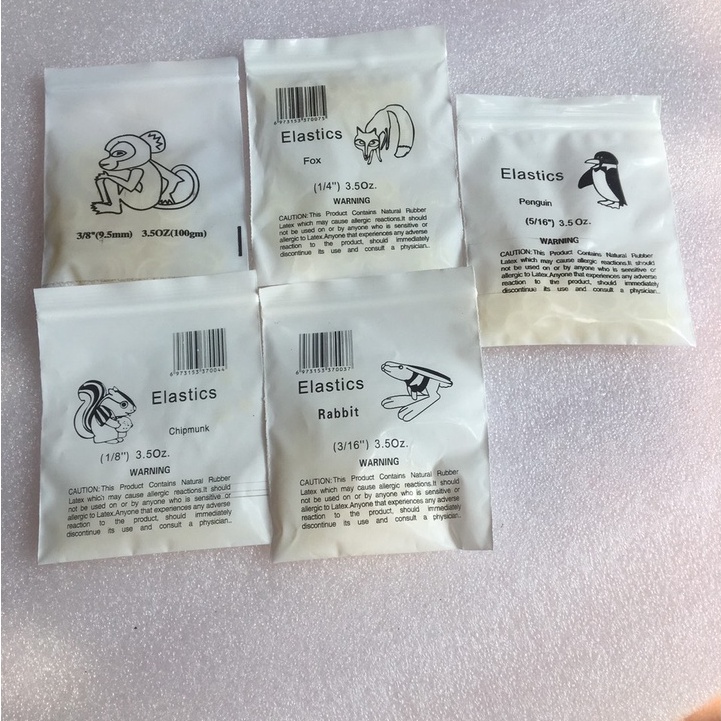 3/8"(9.5mm) 3.5OZ(100gm)
6 973153 370075
Elastics
Fox
(1/4") 3.5Oz.
WARNING
CAUTION: This Product Contains Natural Rubber
Latex which may cause allergic reactions.It should
not be used on or by anyone who is sensitive or
allergic to Latex.Anyone that experiences any adverse
reaction to the product, should immediately
discontinue its use and consult a physician..
Elastics
Penguin
(5/16") 3.5 Oz.
WARNING
CAUTION: This Product Contains Natural Rubber
Latex which may cause allergic reactions.It should
not be used on or by anyone who is sensitive or
allergic to Latex.Anyone that experiences any adverse
reaction to the product, should immediately
discontinue its use and consult a physician..
6 973153 370044
Elastics
Chipmunk
(1/8") 3.5Oz.
WARNING
CAUTION: This Product Contains Natural Rubber
Latex which may cause allergic reactions.It should
not be used on or by anyone who is sensitive or
allergic to Latex.Anyone that experiences any adverse
reaction to the product, should immediately
discontinue its use and consult a physician..
6 973153 370037
Elastics
Rabbit
(3/16") 3.5Oz.
WARNING
CAUTION: This Product Contains Natural Rubber
Latex which may cause allergic reactions.It should
not be used on or by anyone who is sensitive or
allergic to Latex.Anyone that experiences any adverse
reaction to the product, should immediately
discontinue its use and consult a physician..